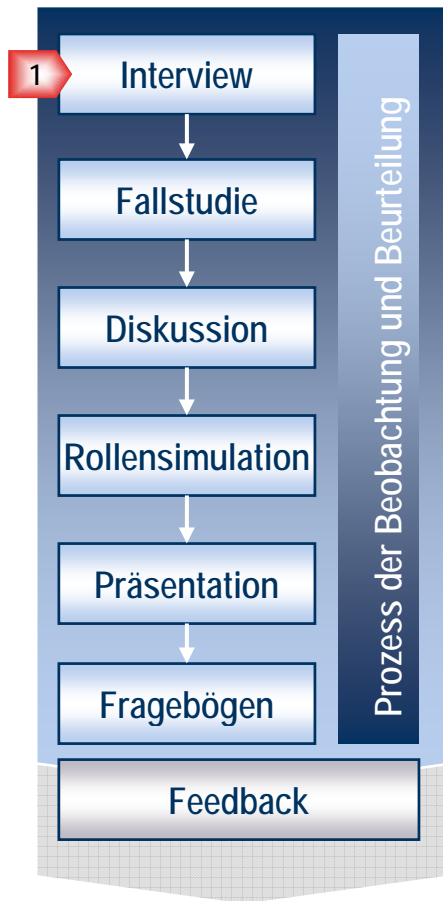 1
Interview
Fallstudie
Diskussion
Rollensimulation
Präsentation
Fragebögen
Prozess der Beobachtung und Beurteilung
Feedback